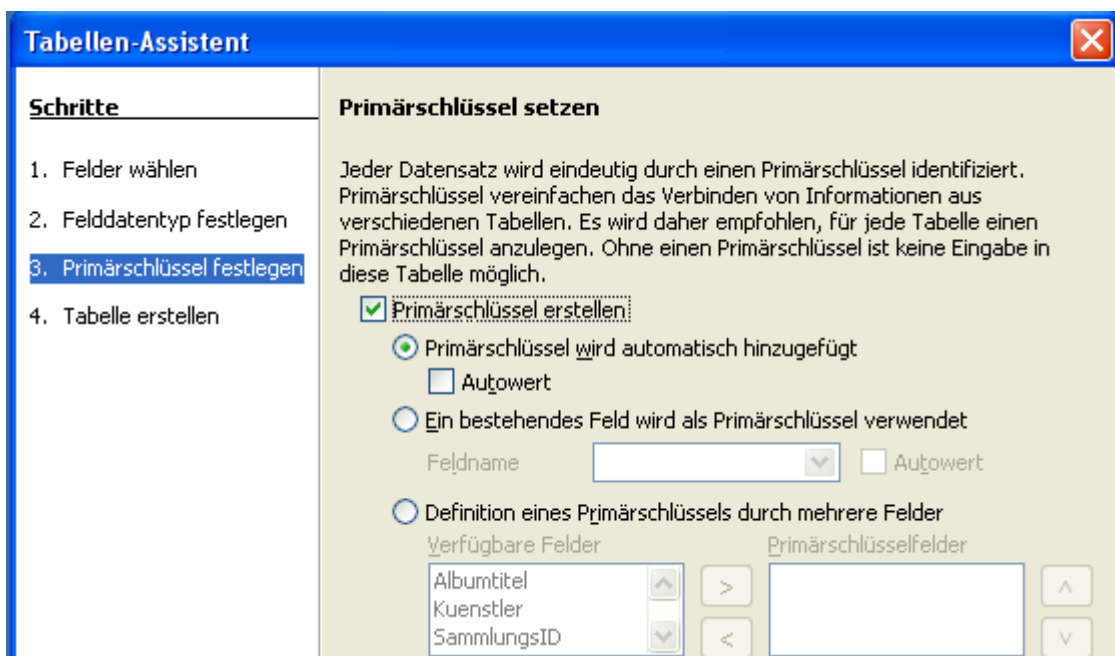 Tabellen-Assistent
Schritte
1. Felder wählen
2. Felddatentyp festlegen
3. Primärschlüssel festlegen
4. Tabelle erstellen
Primärschlüssel setzen
Jeder Datensatz wird eindeutig durch einen Primärschlüssel identifiziert.
Primärschlüssel vereinfachen das Verbinden von Informationen aus
verschiedenen Tabellen. Es wird daher empfohlen, für jede Tabelle einen
Primärschlüssel anzulegen. Ohne einen Primärschlüssel ist keine Eingabe in
diese Tabelle möglich.
Primärschlüssel erstellen
Primärschlüssel wird automatisch hinzugefügt
Autowert
Ein bestehendes Feld wird als Primärschlüssel verwendet
Feldname Autowert
Definition eines Primärschlüssels durch mehrere Felder
Verfügbare Felder Primärschlüsselfelder
Albumtitel
Kuenstler
SammlungsID